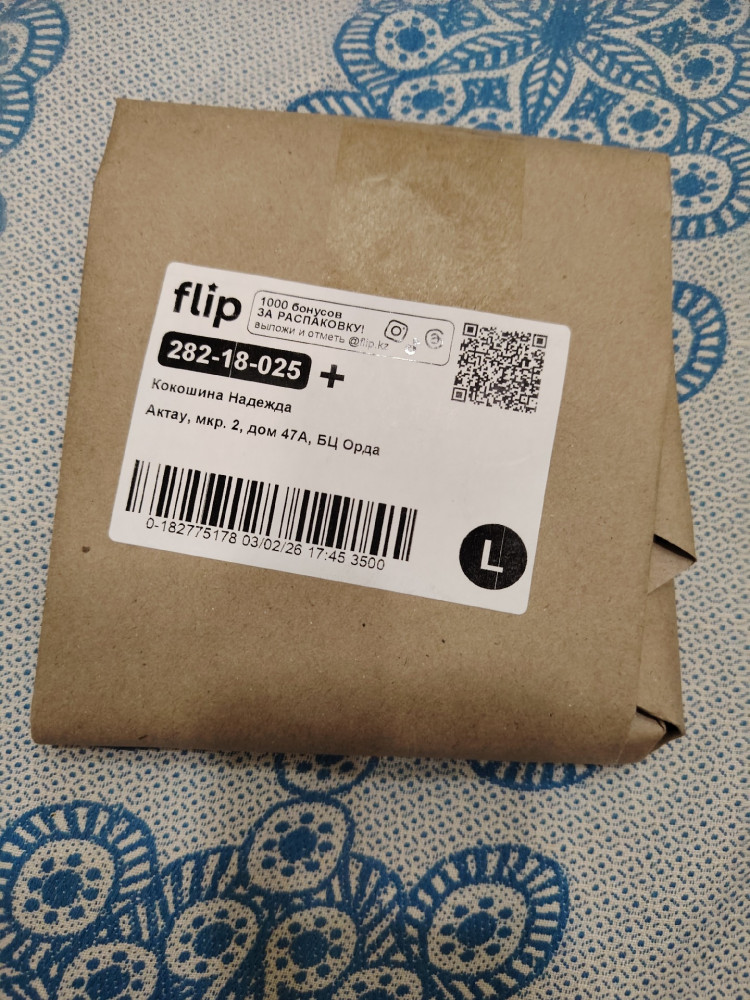 flip
1000 бонусов
ЗА РАСПАКОВКУ!
выложи и отметь @flip.kz
282-18-025 +
Кокошина Надежда
Актау, мкр. 2, дом 47А, БЦ Орда
0-182775178 03/02/26 17:45 3500
L